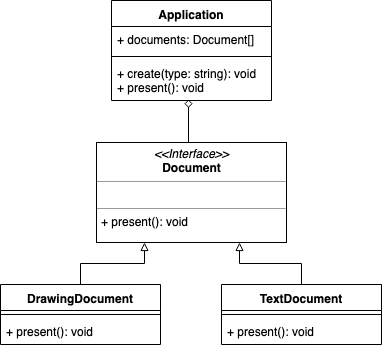 Application
+ documents: Document[]
+ create(type: string): void
+ present(): void
<<Interface>>
Document
+ present(): void
DrawingDocument
+ present(): void
TextDocument
+ present(): void